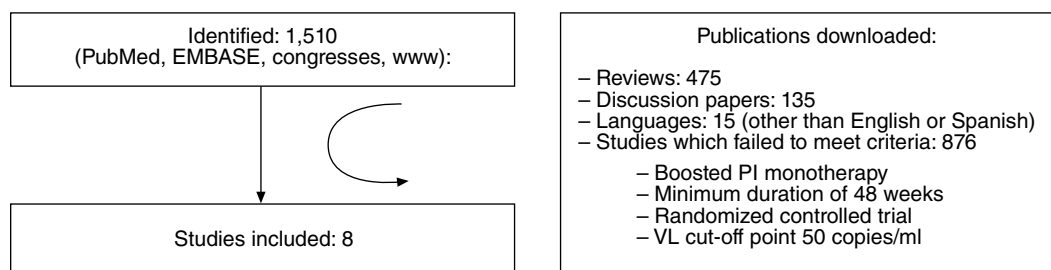 Identified: 1,510
(PubMed, EMBASE, congresses, www):
Studies included: 8
Publications downloaded:
– Reviews: 475
– Discussion papers: 135
– Languages: 15 (other than English or Spanish)
– Studies which failed to meet criteria: 876
– Boosted PI monotherapy
– Minimum duration of 48 weeks
– Randomized controlled trial
– VL cut-off point 50 copies/ml